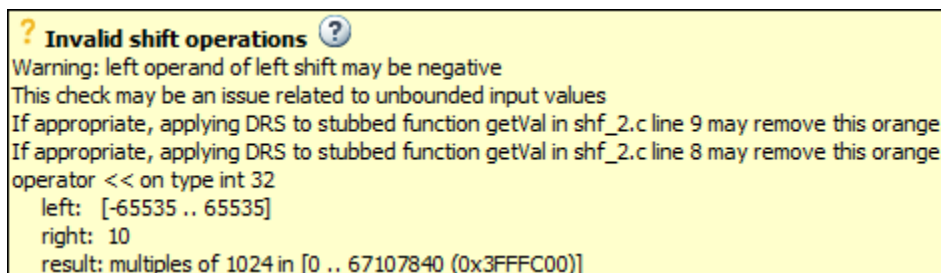 ? Invalid shift operations ?
Warning: left operand of left shift may be negative
This check may be an issue related to unbounded input values
If appropriate, applying DRS to stubbed function getVal in shf_2.c line 9 may remove this orange
If appropriate, applying DRS to stubbed function getVal in shf_2.c line 8 may remove this orange
operator << on type int 32
left: [-65535 .. 65535]
right: 10
result: multiples of 1024 in [0 .. 67107840 (0x3FFFC00)]